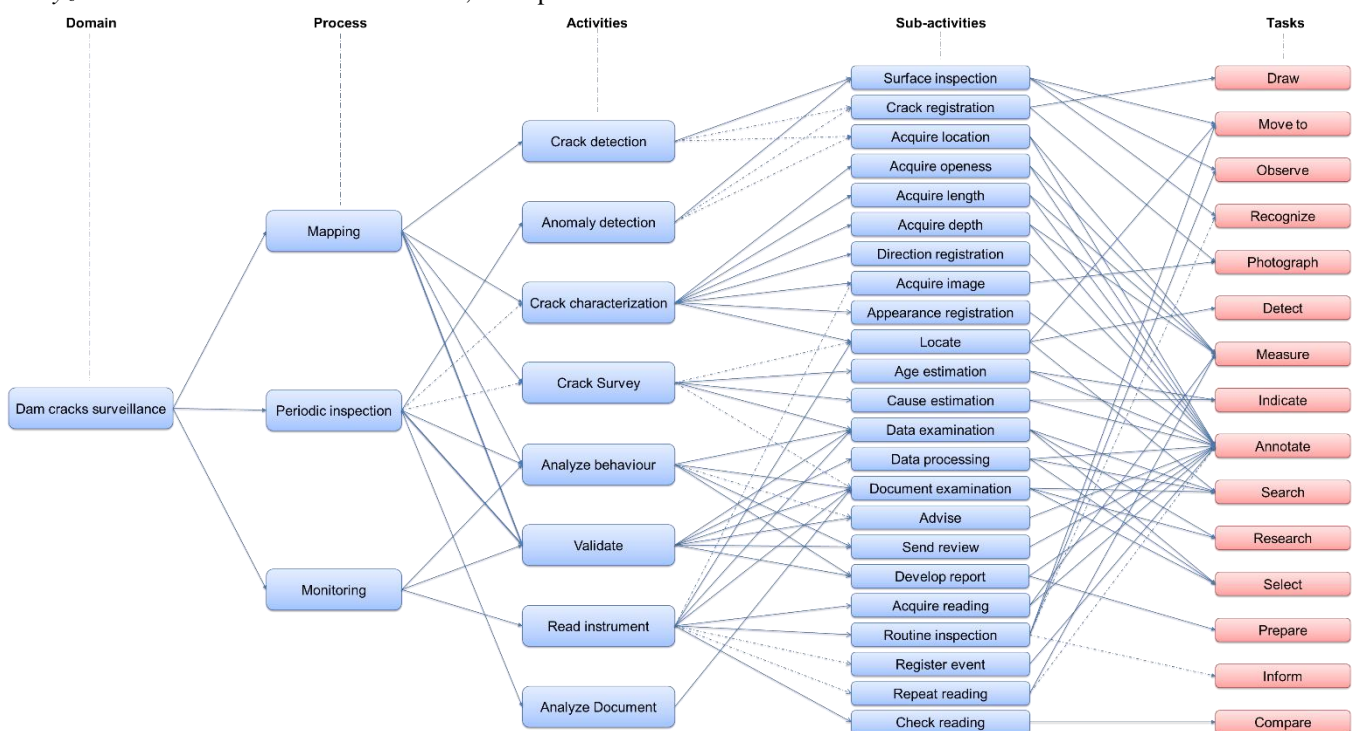 Domain
Process
Activities
Sub-activities
Tasks
Dam cracks surveillance
Mapping
Periodic inspection
Monitoring
Crack detection
Anomaly detection
Crack characterization
Crack Survey
Analyze behaviour
Validate
Read instrument
Analyze Document
Surface inspection
Crack registration
Acquire location
Acquire openess
Acquire length
Acquire depth
Direction registration
Acquire image
Appearance registration
Locate
Age estimation
Cause estimation
Data examination
Data processing
Document examination
Advise
Send review
Develop report
Acquire reading
Routine inspection
Register event
Repeat reading
Check reading
Draw
Move to
Observe
Recognize
Photograph
Detect
Measure
Indicate
Annotate
Search
Research
Select
Prepare
Inform
Compare